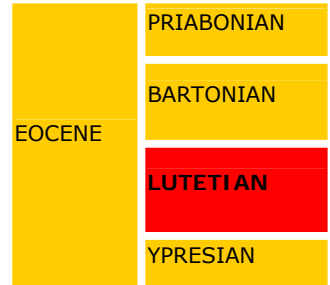 PRIABONIAN
BARTONIAN
EOCENE
LUTETIAN
YPRESIAN